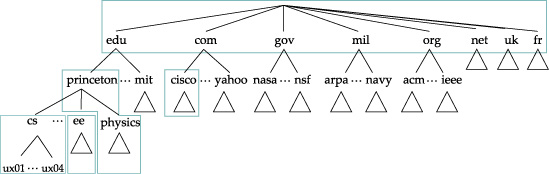 edu com gov mil org net uk fr
princeton ··· mit cisco ··· yahoo nasa ··· nsf arpa ··· navy acm ··· ieee
cs ··· ee physics
ux01 ··· ux04